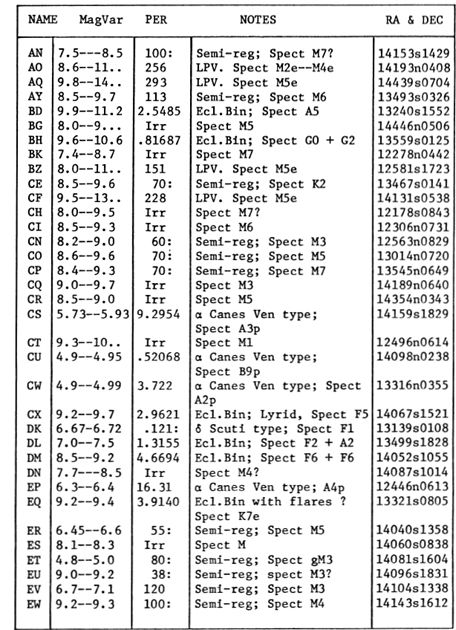 NAME MagVar PER NOTES RA & DEC
AN 7.5---8.5 100: Semi-reg; Spect M7? 14153s1429
AO 8.6--11.. 256 LPV. Spect M2e--M4e 14193n0408
AQ 9.8--14.. 293 LPV. Spect M5e 14439s0704
AY 8.5--9.7 113 Semi-reg; Spect M6 13493s0326
BD 9.9--11.2 2.5485 Ecl.Bin; Spect A5 13240s1552
BG 8.0--9... Irr Spect M5 14446n0506
BH 9.6--10.6 .81687 Ecl.Bin; Spect G0 + G2 13559s0125
BK 7.4--8.7 Irr Spect M7 12278n0442
BZ 8.0--11.. 151 LPV. Spect M5e 12581s1723
CE 8.5--9.6 70: Semi-reg; Spect K2 13467s0141
CF 9.5--13.. 228 LPV. Spect M5e 14131s0538
CH 8.0--9.5 Irr Spect M7? 12178s0843
CI 8.5--9.3 Irr Spect M6 12306n0731
CN 8.2--9.0 60: Semi-reg; Spect M3 12563n0829
CO 8.6--9.6 70: Semi-reg; Spect M5 13014n0720
CP 8.4--9.3 70: Semi-reg; Spect M7 13545n0649
CQ 9.0--9.7 Irr Spect M3 14189n0640
CR 8.5--9.0 Irr Spect M5 14354n0343
CS 5.73--5.93 9.2954 α Canes Ven type; 14159s1829
Spect A3p
CT 9.3--10.. Irr Spect M1 12496n0614
CU 4.9--4.95 .52068 α Canes Ven type; 14098n0238
Spect B9p
CW 4.9--4.99 3.722 α Canes Ven type; Spect 13316n0355
A2p
CX 9.2--9.7 2.9621 Ecl.Bin; Lyrid, Spect F5 14067s1521
DK 6.67-6.72 .121: δ Scuti type; Spect F1 13139s0108
DL 7.0--7.5 1.3155 Ecl.Bin; Spect F2 + A2 13499s1828
DM 8.5--9.2 4.6694 Ecl.Bin; Spect F6 + F6 14052s1055
DN 7.7---8.5 Irr Spect M4? 14087s1014
EP 6.3--6.4 16.31 α Canes Ven type; A4p 12446n0613
EQ 9.2--9.4 3.9140 Ecl.Bin with flares ? 13321s0805
Spect K7e
ER 6.45--6.6 55: Semi-reg; Spect M5 14040s1358
ES 8.1--8.3 Irr Spect M 14060s0838
ET 4.8--5.0 80: Semi-reg; Spect gM3 14081s1604
EU 9.0--9.2 38: Semi-reg; spect M3? 14096s1831
EV 6.7--7.1 120 Semi-reg; Spect M3 14104s1338
EW 9.2--9.3 100: Semi-reg; Spect M4 14143s1612